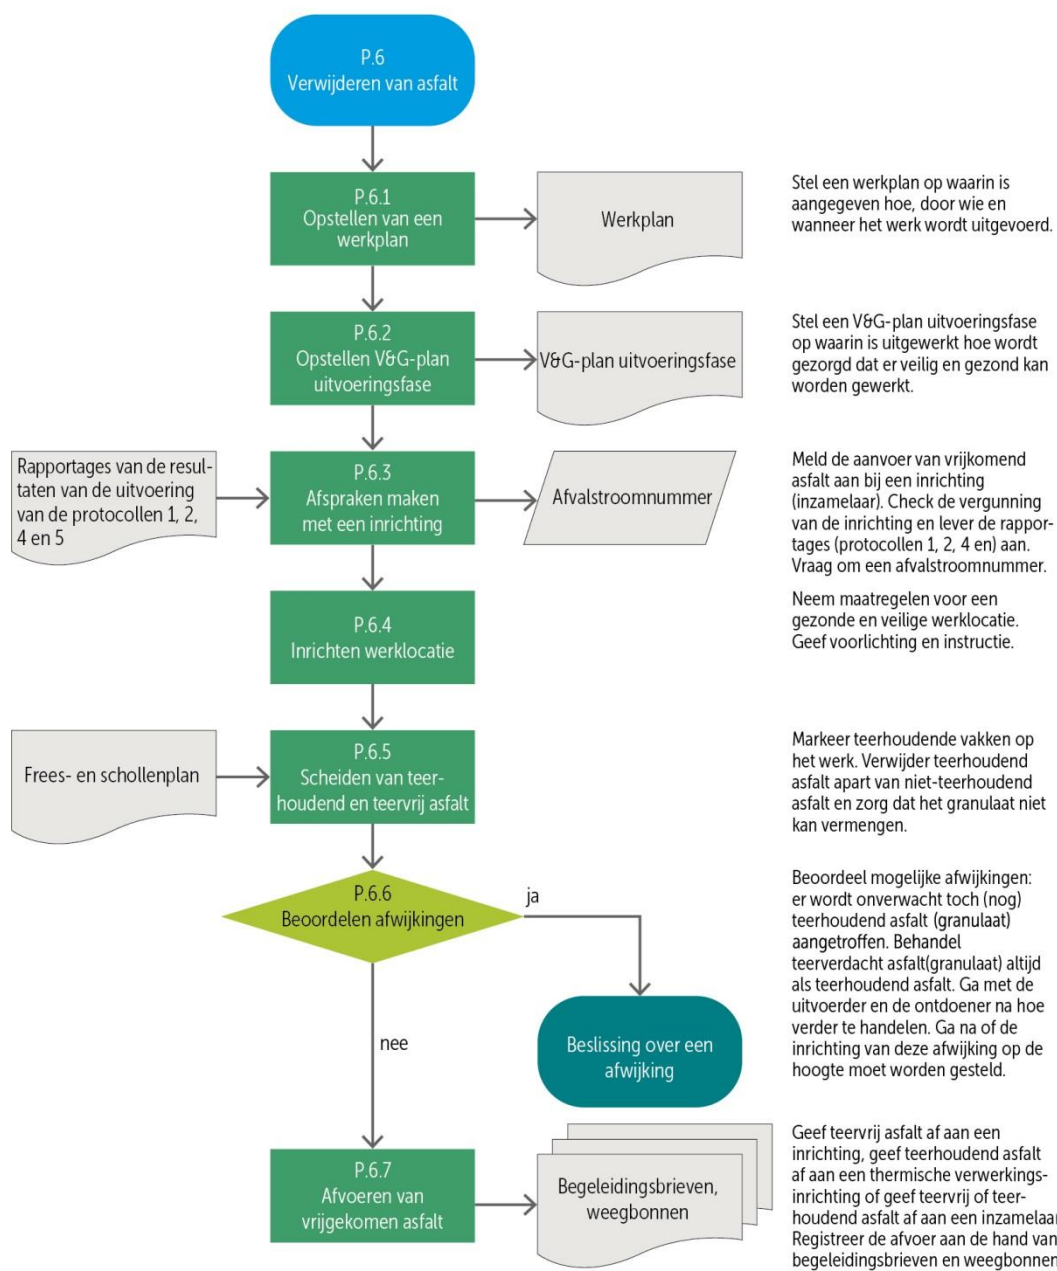 P.6
Verwijderen van asfalt
P.6.1
Opstellen van een
werkplan
Werkplan
Stel een werkplan op waarin is
aangegeven hoe, door wie en
wanneer het werk wordt uitgevoerd.
P.6.2
Opstellen V&G-plan
uitvoeringsfase
V&G-plan uitvoeringsfase
Stel een V&G-plan uitvoeringsfase
op waarin is uitgewerkt hoe wordt
gezorgd dat er veilig en gezond kan
worden gewerkt.
Rapportages van de resul-
taten van de uitvoering
van de protocollen 1, 2,
4 en 5
P.6.3
Afspraken maken
met een inrichting
Afvalstroomnummer
Meld de aanvoer van vrijkomend
asfalt aan bij een inrichting
(inzamelaar). Check de vergunning
van de inrichting en lever de rappor-
tages (protocollen 1, 2, 4 en) aan.
Vraag om een afvalstroomnummer.
P.6.4
Inrichten werklocatie
Neem maatregelen voor een
gezonde en veilige werklocatie.
Geef voorlichting en instructie.
Frees- en schollenplan
P.6.5
Scheiden van teer-
houdend en teervrij asfalt
Markeer teerhoudende vakken op
het werk. Verwijder teerhoudend
asfalt apart van niet-teerhoudend
asfalt en zorg dat het granulaat niet
kan vermengen.
P.6.6
Beoordelen afwijkingen
ja
nee
Beslissing over een
afwijking
Beoordeel mogelijke afwijkingen:
er wordt onverwacht toch (nog)
teerhoudend asfalt (granulaat)
aangetroffen. Behandel
teerverdacht asfalt(granulaat) altijd
als teerhoudend asfalt. Ga met de
uitvoerder en de ontdoener na hoe
verder te handelen. Ga na of de
inrichting van deze afwijking op de
hoogte moet worden gesteld.
P.6.7
Afvoeren van
vrijgekomen asfalt
Begeleidingsbrieven,
weegbonnen
Geef teervrij asfalt af aan een
inrichting, geef teerhoudend asfalt
af aan een thermische verwerkings-
inrichting of geef teervrij of teer-
houdend asfalt af aan een inzamelaar
Registreer de afvoer aan de hand van
begeleidingsbrieven en weegbonnen